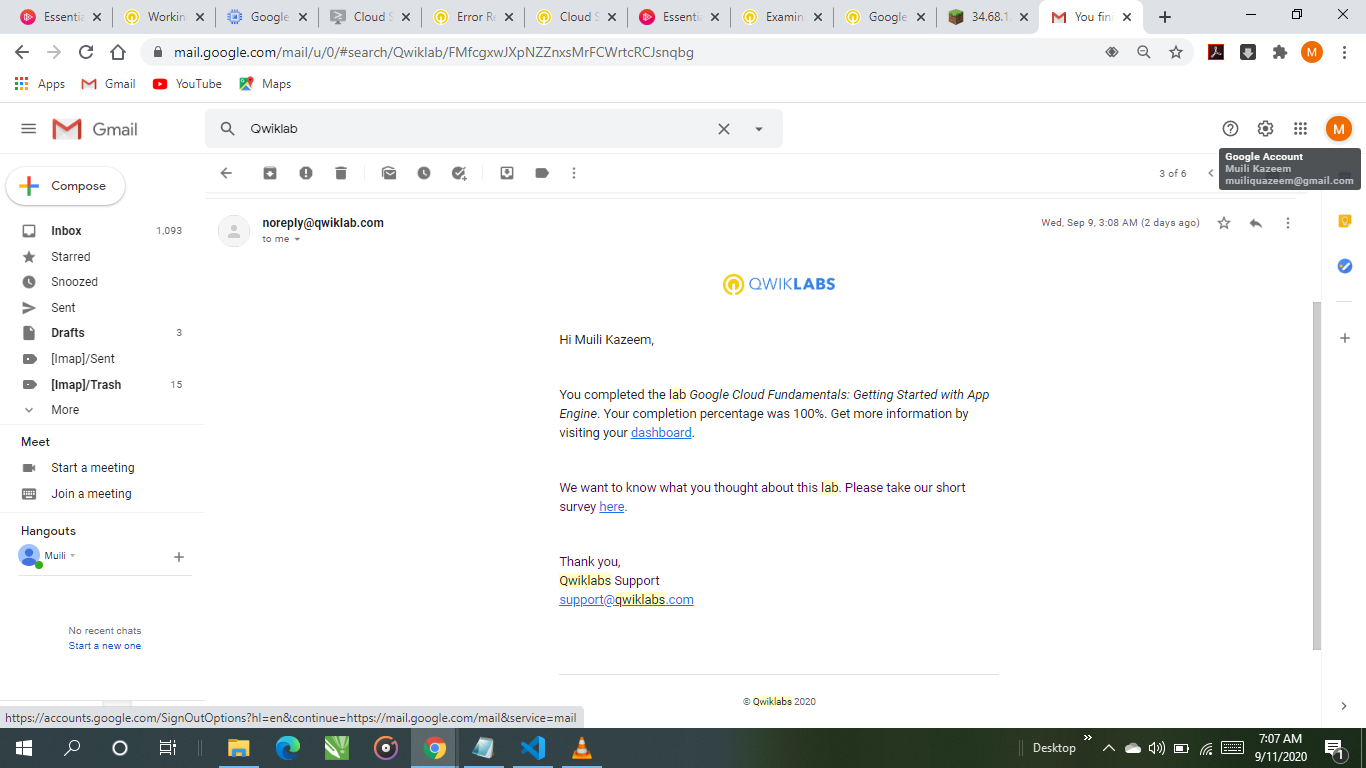 Essentia
Workin
Google
Cloud S
Error Re
Cloud S
Essentia
Examin
Google
34.68.1.
You fini
mail.google.com/mail/u/0/#search/Qwiklab/FMfcgxwJXpNZZnxsMrFCWrtcRCJsnqbg
M
Apps
Gmail
YouTube
Maps
Gmail
Qwiklab
M
Compose
3 of 6
Google Account
Muili Kazeem
muiliquazeem@gmail.com
Inbox 1,093
Starred
Snoozed
Sent
Drafts 3
[Imap]/Sent
[Imap]/Trash 15
More
Meet
Start a meeting
Join a meeting
Hangouts
Muili
No recent chats
Start a new one
noreply@qwiklab.com
to me
Wed, Sep 9, 3:08 AM (2 days ago)
QWIKLABS
Hi Muili Kazeem,
You completed the lab Google Cloud Fundamentals: Getting Started with App
Engine. Your completion percentage was 100%. Get more information by
visiting your dashboard.
We want to know what you thought about this lab. Please take our short
survey here.
Thank you,
Qwiklabs Support
support@qwiklabs.com
© Qwiklabs 2020
https://accounts.google.com/SignOutOptions?hl=en&continue=https://mail.google.com/mail&service=mail
Desktop
7:07 AM
9/11/2020
1